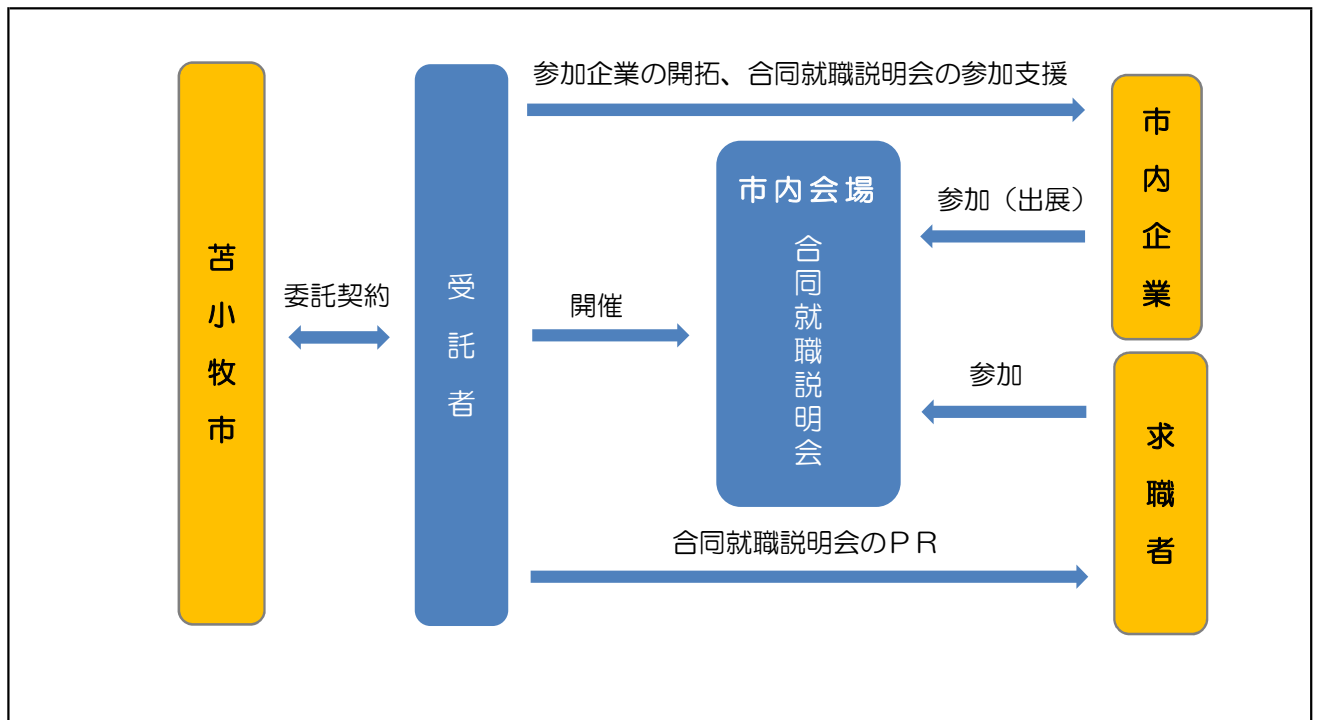 苫小牧市
委託契約
受託者
参加企業の開拓、合同就職説明会の参加支援
開催
市内会場
合同就職説明会
参加（出展）
参加
合同就職説明会のＰＲ
市内企業
求職者